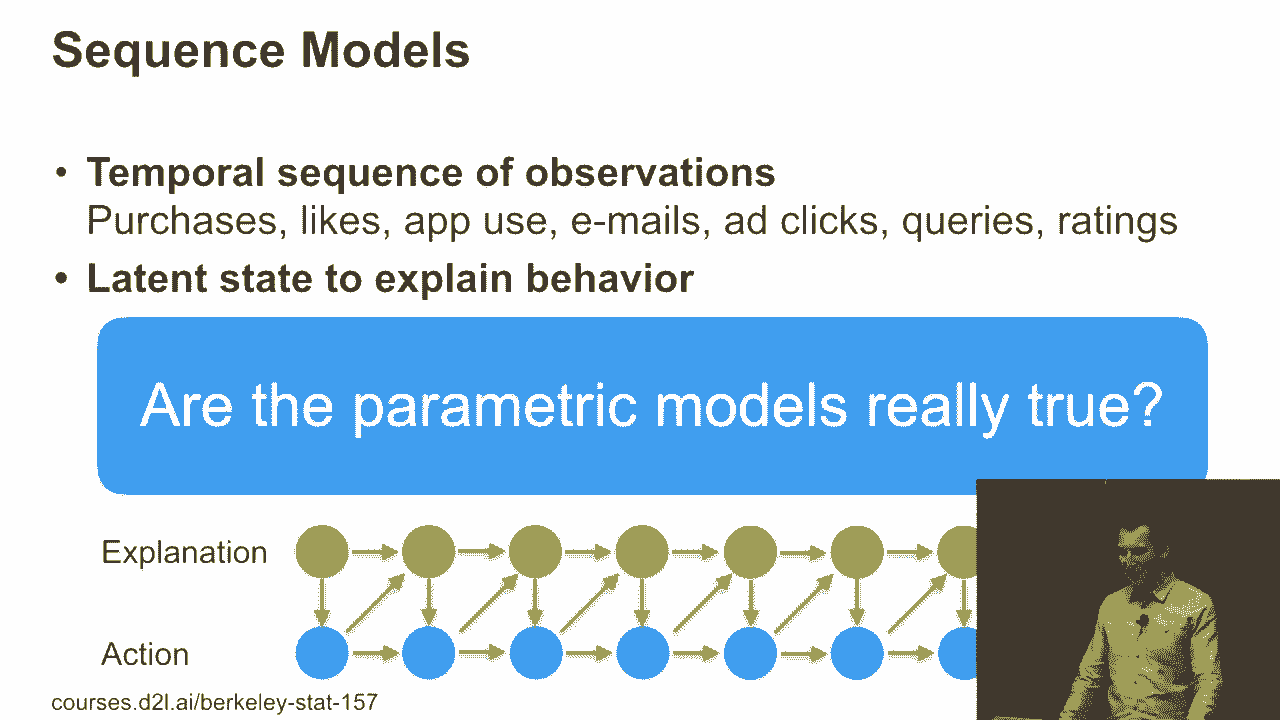 Sequence Models
• Temporal sequence of observations
Purchases, likes, app use, e-mails, ad clicks, queries, ratings
• Latent state to explain behavior
Are the parametric models really true?
Explanation
Action
courses.d2l.ai/berkeley-stat-157